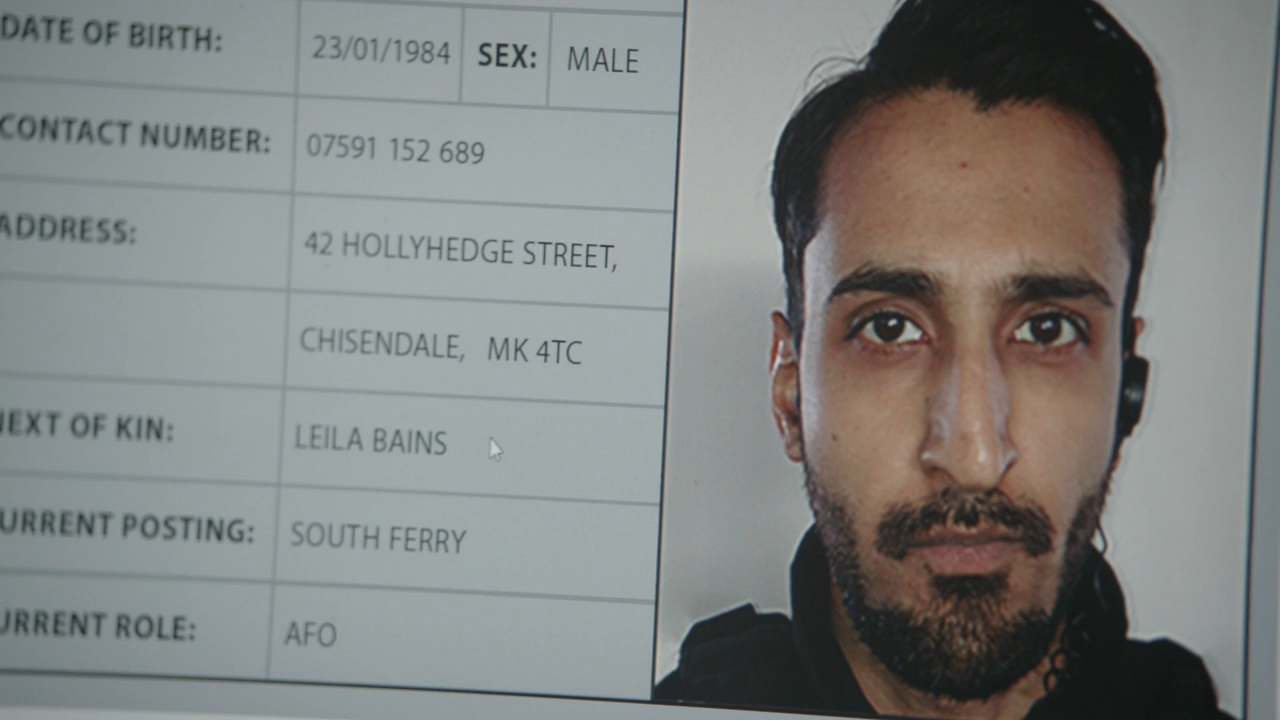 DATE OF BIRTH: 23/01/1984 SEX: MALE
CONTACT NUMBER: 07591 152 689
ADDRESS: 42 HOLLYHEDGE STREET,
CHISENDALE, MK 4TC
NEXT OF KIN: LEILA BAINS
URRENT POSTING: SOUTH FERRY
URRENT ROLE: AFO